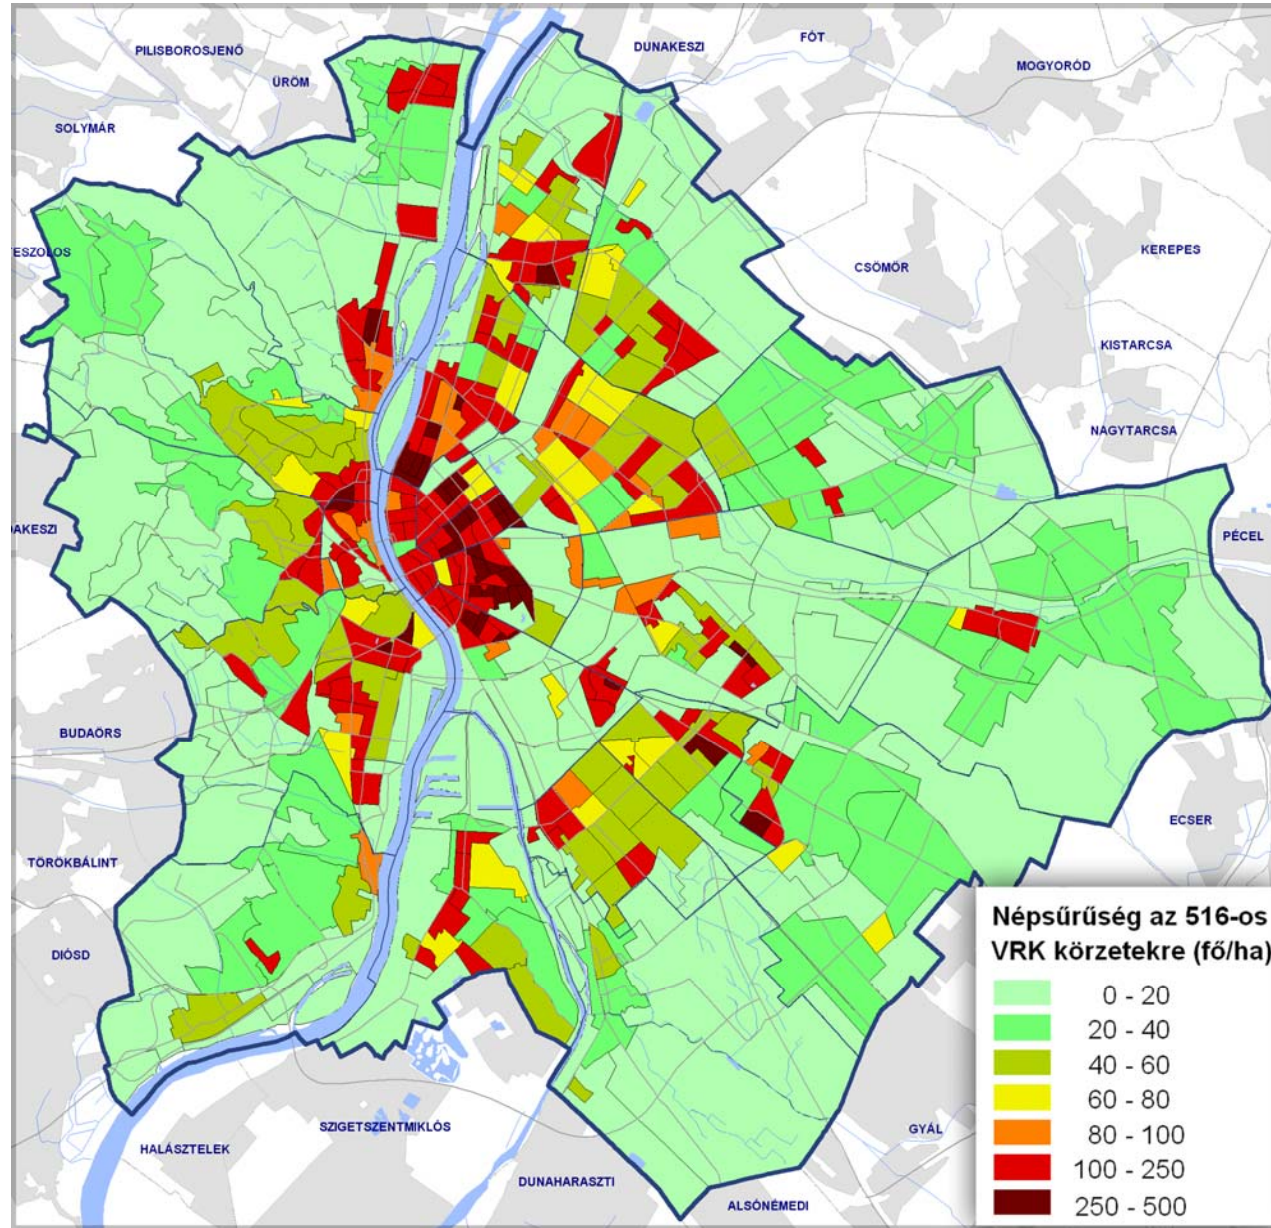 PILISBOROSJENŐ
ÜRÖM
SOLYMÁR
DUNAKESZI
FÓT
MOGYORÓD
CSÖMÖR
KEREPES
KISTARCSA
NAGYTARCSA
PÉCEL
BUDAÖRS
TÖRÖKBÁLINT
DIÓSD
ECSER
HALÁSZTELEK
SZIGETSZENTMIKLÓS
DUNAHARASZTI
ALSÓNÉMEDI
GYÁL
Népsűrűség az 516-os
VRK körzetekre (fő/ha)
0 - 20
20 - 40
40 - 60
60 - 80
80 - 100
100 - 250
250 - 500